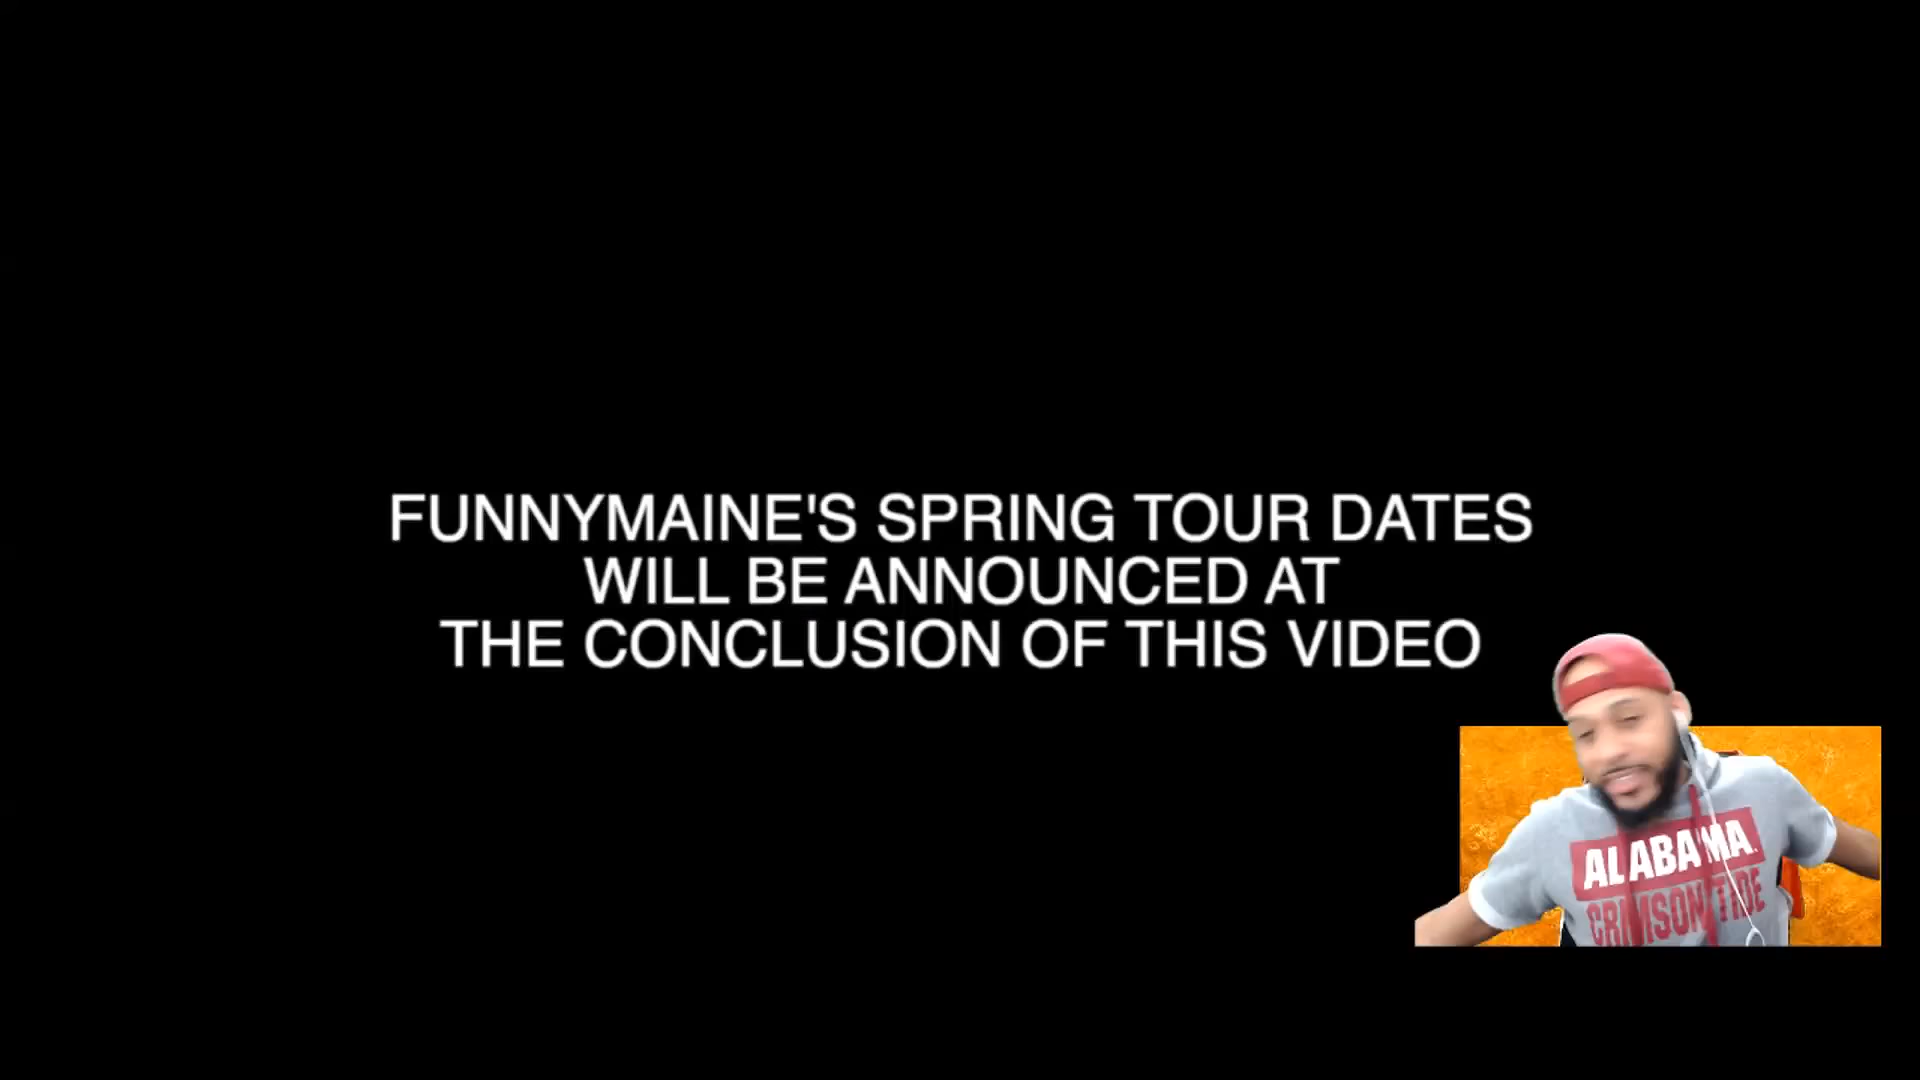 FUNNYMAINE'S SPRING TOUR DATES
WILL BE ANNOUNCED AT
THE CONCLUSION OF THIS VIDEO
ALABAMA
CRIMSON TIDE